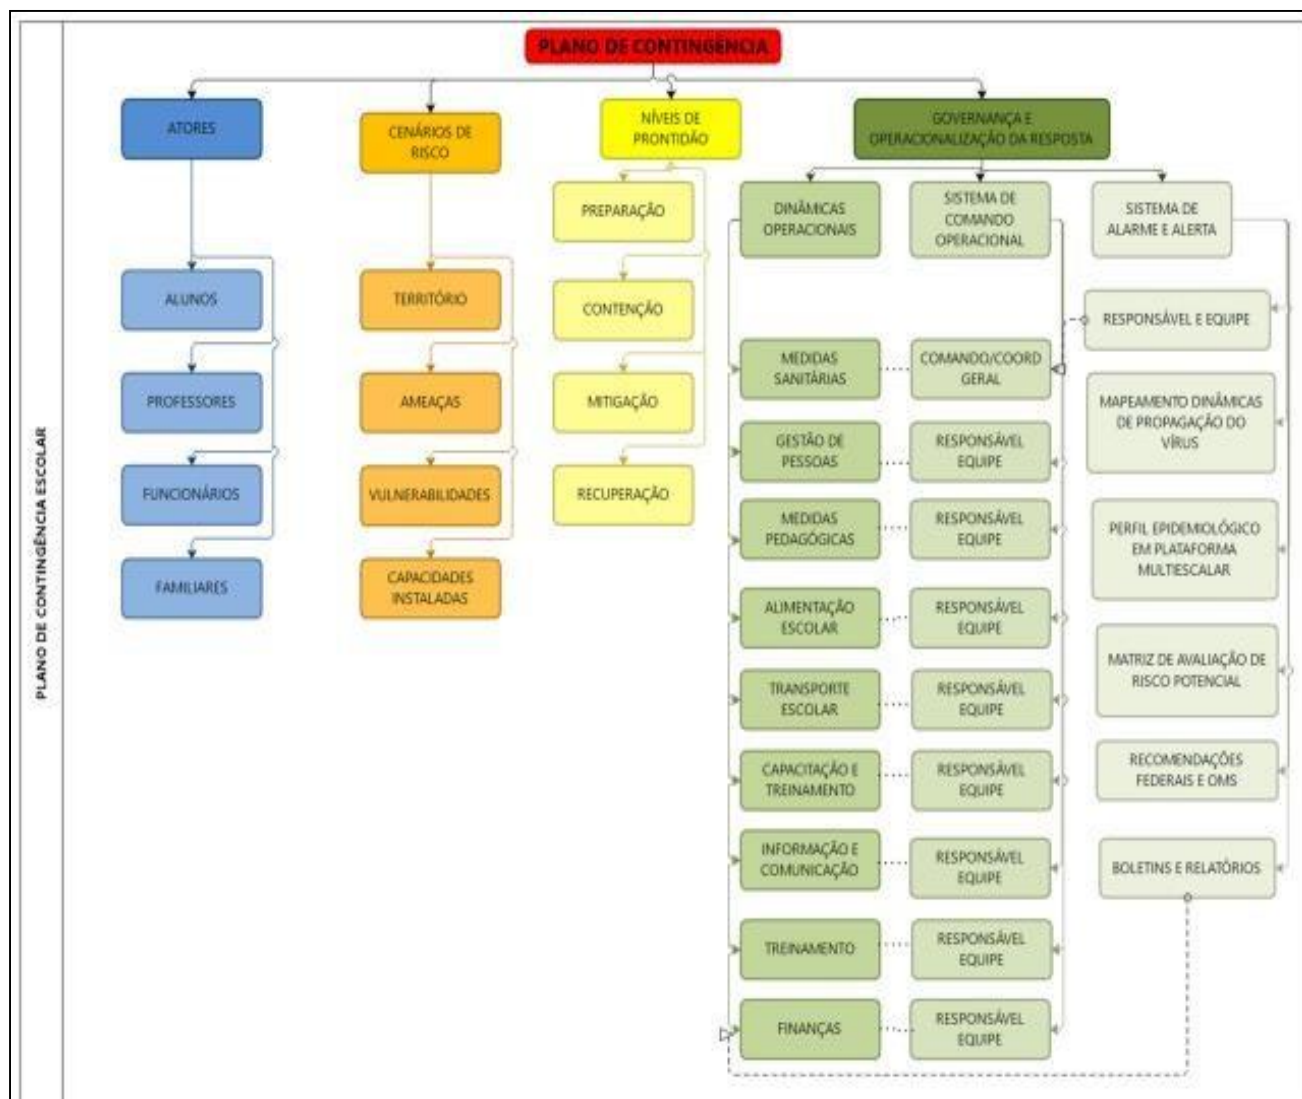 PLANO DE CONTINGÊNCIA ESCOLAR
PLANO DE CONTINGÊNCIA
ATORES
ALUNOS
PROFESSORES
FUNCIONÁRIOS
FAMILIARES
CENÁRIOS DE
RISCO
TERRITÓRIO
AMEAÇAS
VULNERABILIDADES
CAPACIDADES
INSTALADAS
NÍVEIS DE
PRONTIDÃO
PREPARAÇÃO
CONTENÇÃO
MITIGAÇÃO
RECUPERAÇÃO
GOVERNANÇA E
OPERACIONALIZAÇÃO DA RESPOSTA
DINÂMICAS
OPERACIONAIS
MEDIDAS
SANITÁRIAS
GESTÃO DE
PESSOAS
MEDIDAS
PEDAGÓGICAS
ALIMENTAÇÃO
ESCOLAR
TRANSPORTE
ESCOLAR
CAPACITAÇÃO E
TREINAMENTO
INFORMAÇÃO E
COMUNICAÇÃO
TREINAMENTO
FINANÇAS
SISTEMA DE
COMANDO
OPERACIONAL
COMANDO/COORD
GERAL
RESPONSÁVEL
EQUIPE
RESPONSÁVEL
EQUIPE
RESPONSÁVEL
EQUIPE
RESPONSÁVEL
EQUIPE
RESPONSÁVEL
EQUIPE
RESPONSÁVEL
EQUIPE
RESPONSÁVEL
EQUIPE
RESPONSÁVEL
EQUIPE
SISTEMA DE
ALARME E ALERTA
RESPONSÁVEL E EQUIPE
MAPEAMENTO DINÂMICAS
DE PROPAGAÇÃO DO
VÍRUS
PERFIL EPIDEMIOLÓGICO
EM PLATAFORMA
MULTIESCALAR
MATRIZ DE AVALIAÇÃO DE
RISCO POTENCIAL
RECOMENDAÇÕES
FEDERAIS E OMS
BOLETINS E RELATÓRIOS